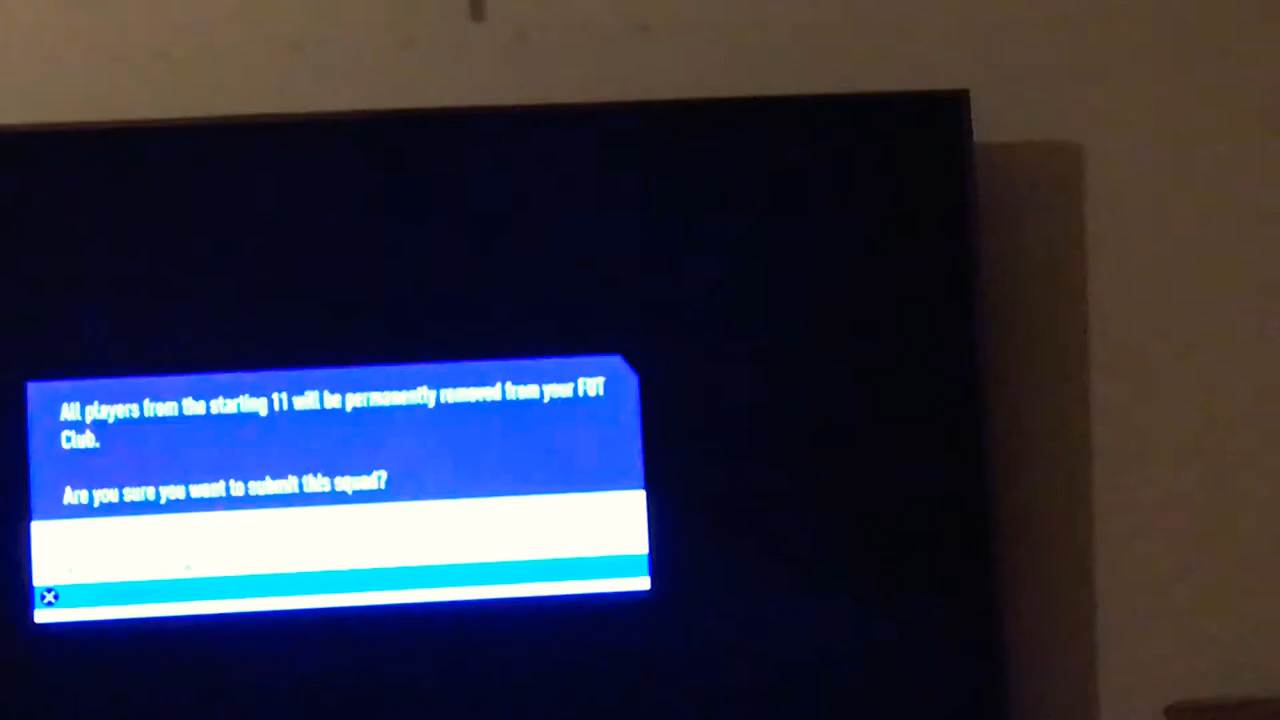 All players from the starting 11 will be permanently removed from your FUT
Club.
Are you sure you want to submit this squad?